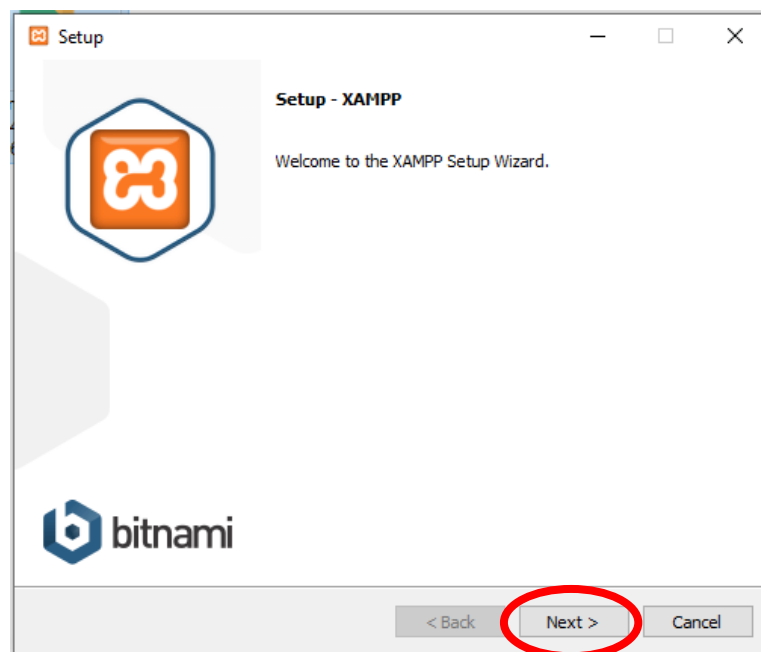 Setup
Setup - XAMPP
Welcome to the XAMPP Setup Wizard.
bitnami
< Back
Next >
Cancel